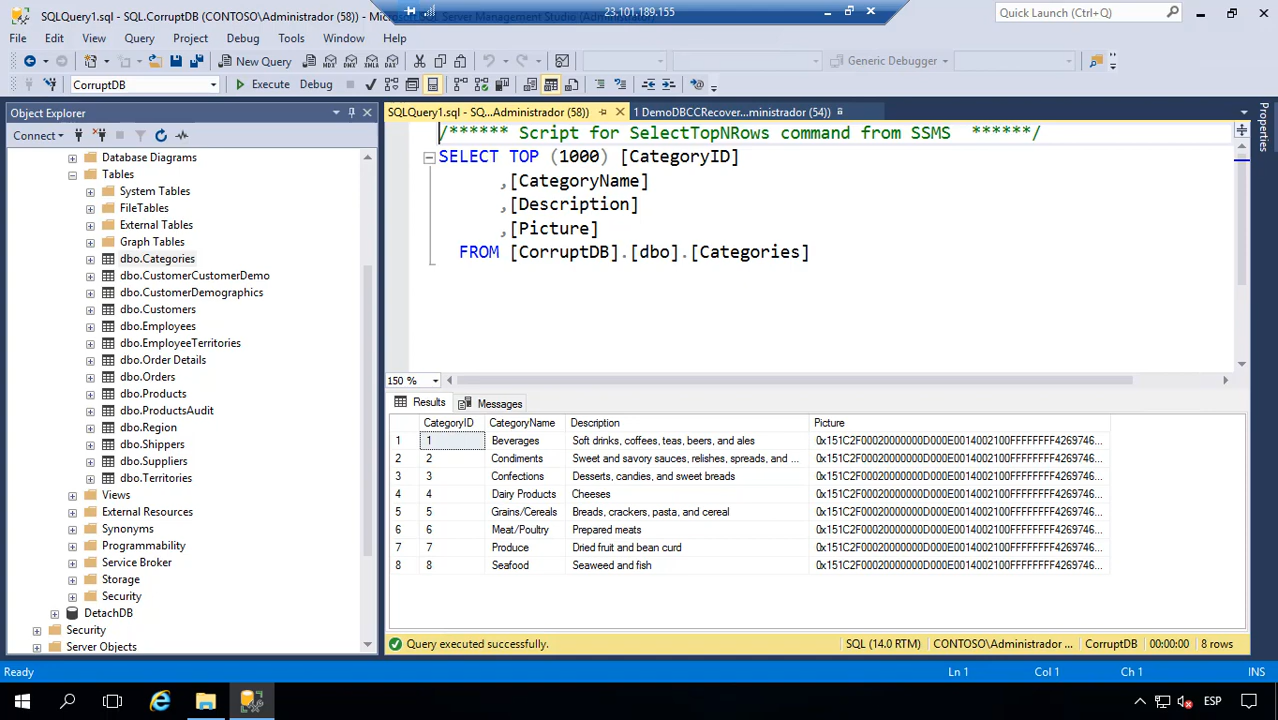 SQLQuery1.sql - SQL.CorruptDB (CONTOSO\Administrador (58))
SQL Server Management Studio (Administrador)
23.101.189.155
Quick Launch (Ctrl+Q)
File Edit View Query Project Debug Tools Window Help
New Query
MDX DMX XMLA DAX
Generic Debugger
CorruptDB
Execute Debug
Object Explorer
Connect
Database Diagrams
Tables
System Tables
FileTables
External Tables
Graph Tables
dbo.Categories
dbo.CustomerCustomerDemo
dbo.CustomerDemographics
dbo.Customers
dbo.Employees
dbo.EmployeeTerritories
dbo.Order Details
dbo.Orders
dbo.Products
dbo.ProductsAudit
dbo.Region
dbo.Shippers
dbo.Suppliers
dbo.Territories
Views
External Resources
Synonyms
Programmability
Service Broker
Storage
Security
DetachDB
Security
Server Objects
SQLQuery1.sql - SQ...Administrador (58))
1 DemoDBCCRecover...ministrador (54))
/****** Script for SelectTopNRows command from SSMS  ******/
SELECT TOP (1000) [CategoryID]
,[CategoryName]
,[Description]
,[Picture]
FROM [CorruptDB].[dbo].[Categories]
Properties
150 %
Results Messages
CategoryID CategoryName Description Picture
1 1 Beverages Soft drinks, coffees, teas, beers, and ales 0x151C2F00020000000D000E0014002100FFFFFFFF4269746...
2 2 Condiments Sweet and savory sauces, relishes, spreads, and ... 0x151C2F00020000000D000E0014002100FFFFFFFF4269746...
3 3 Confections Desserts, candies, and sweet breads 0x151C2F00020000000D000E0014002100FFFFFFFF4269746...
4 4 Dairy Products Cheeses 0x151C2F00020000000D000E0014002100FFFFFFFF4269746...
5 5 Grains/Cereals Breads, crackers, pasta, and cereal 0x151C2F00020000000D000E0014002100FFFFFFFF4269746...
6 6 Meat/Poultry Prepared meats 0x151C2F00020000000D000E0014002100FFFFFFFF4269746...
7 7 Produce Dried fruit and bean curd 0x151C2F00020000000D000E0014002100FFFFFFFF4269746...
8 8 Seafood Seaweed and fish 0x151C2F00020000000D000E0014002100FFFFFFFF4269746...
Query executed successfully.
SQL (14.0 RTM) CONTOSO\Administrador ... CorruptDB 00:00:00 8 rows
Ready Ln 1 Col 1 Ch 1 INS
ESP